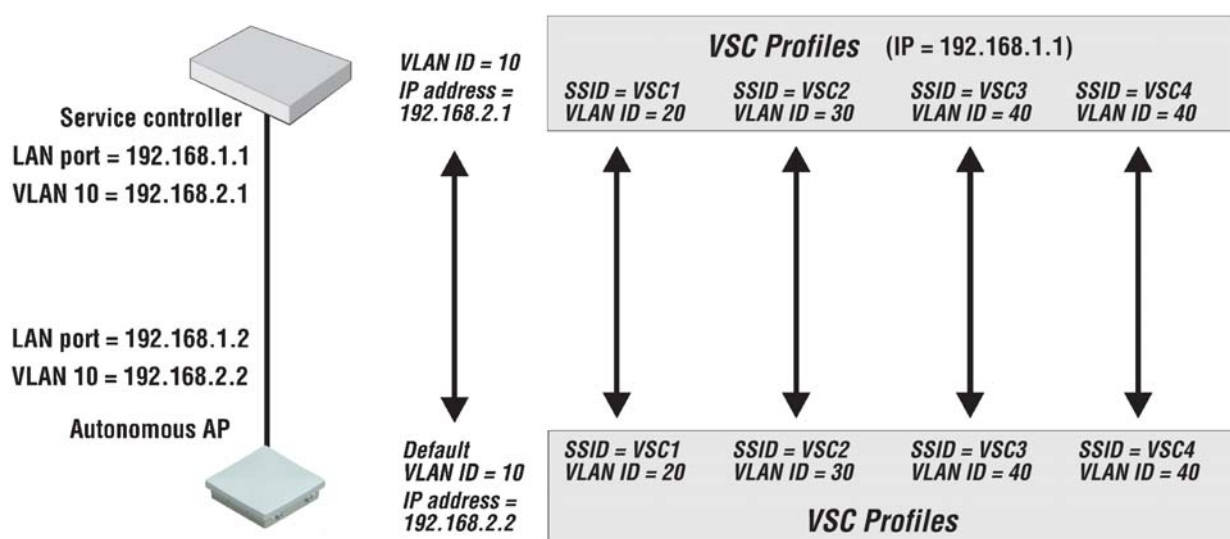 Service controller
LAN port = 192.168.1.1
VLAN 10 = 192.168.2.1
LAN port = 192.168.1.2
VLAN 10 = 192.168.2.2
Autonomous AP
VLAN ID = 10
IP address =
192.168.2.1
Default
VLAN ID = 10
IP address =
192.168.2.2
VSC Profiles (IP = 192.168.1.1)
SSID = VSC1
VLAN ID = 20
SSID = VSC2
VLAN ID = 30
SSID = VSC3
VLAN ID = 40
SSID = VSC4
VLAN ID = 40
SSID = VSC1
VLAN ID = 20
SSID = VSC2
VLAN ID = 30
SSID = VSC3
VLAN ID = 40
SSID = VSC4
VLAN ID = 40
VSC Profiles